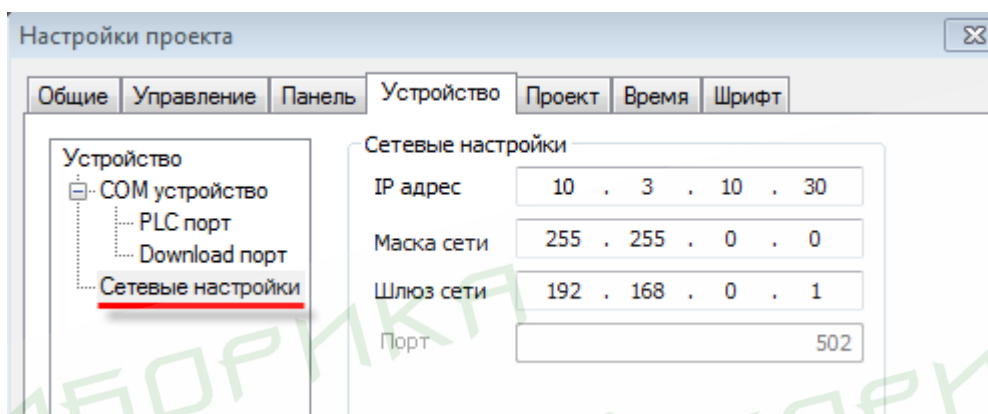 Настройки проекта
Общие Управление Панель Устройство Проект Время Шрифт
Устройство
COM устройство
PLC порт
Download порт
Сетевые настройки
Сетевые настройки
IP адрес 10 . 3 . 10 . 30
Маска сети 255 . 255 . 0 . 0
Шлюз сети 192 . 168 . 0 . 1
Порт 502